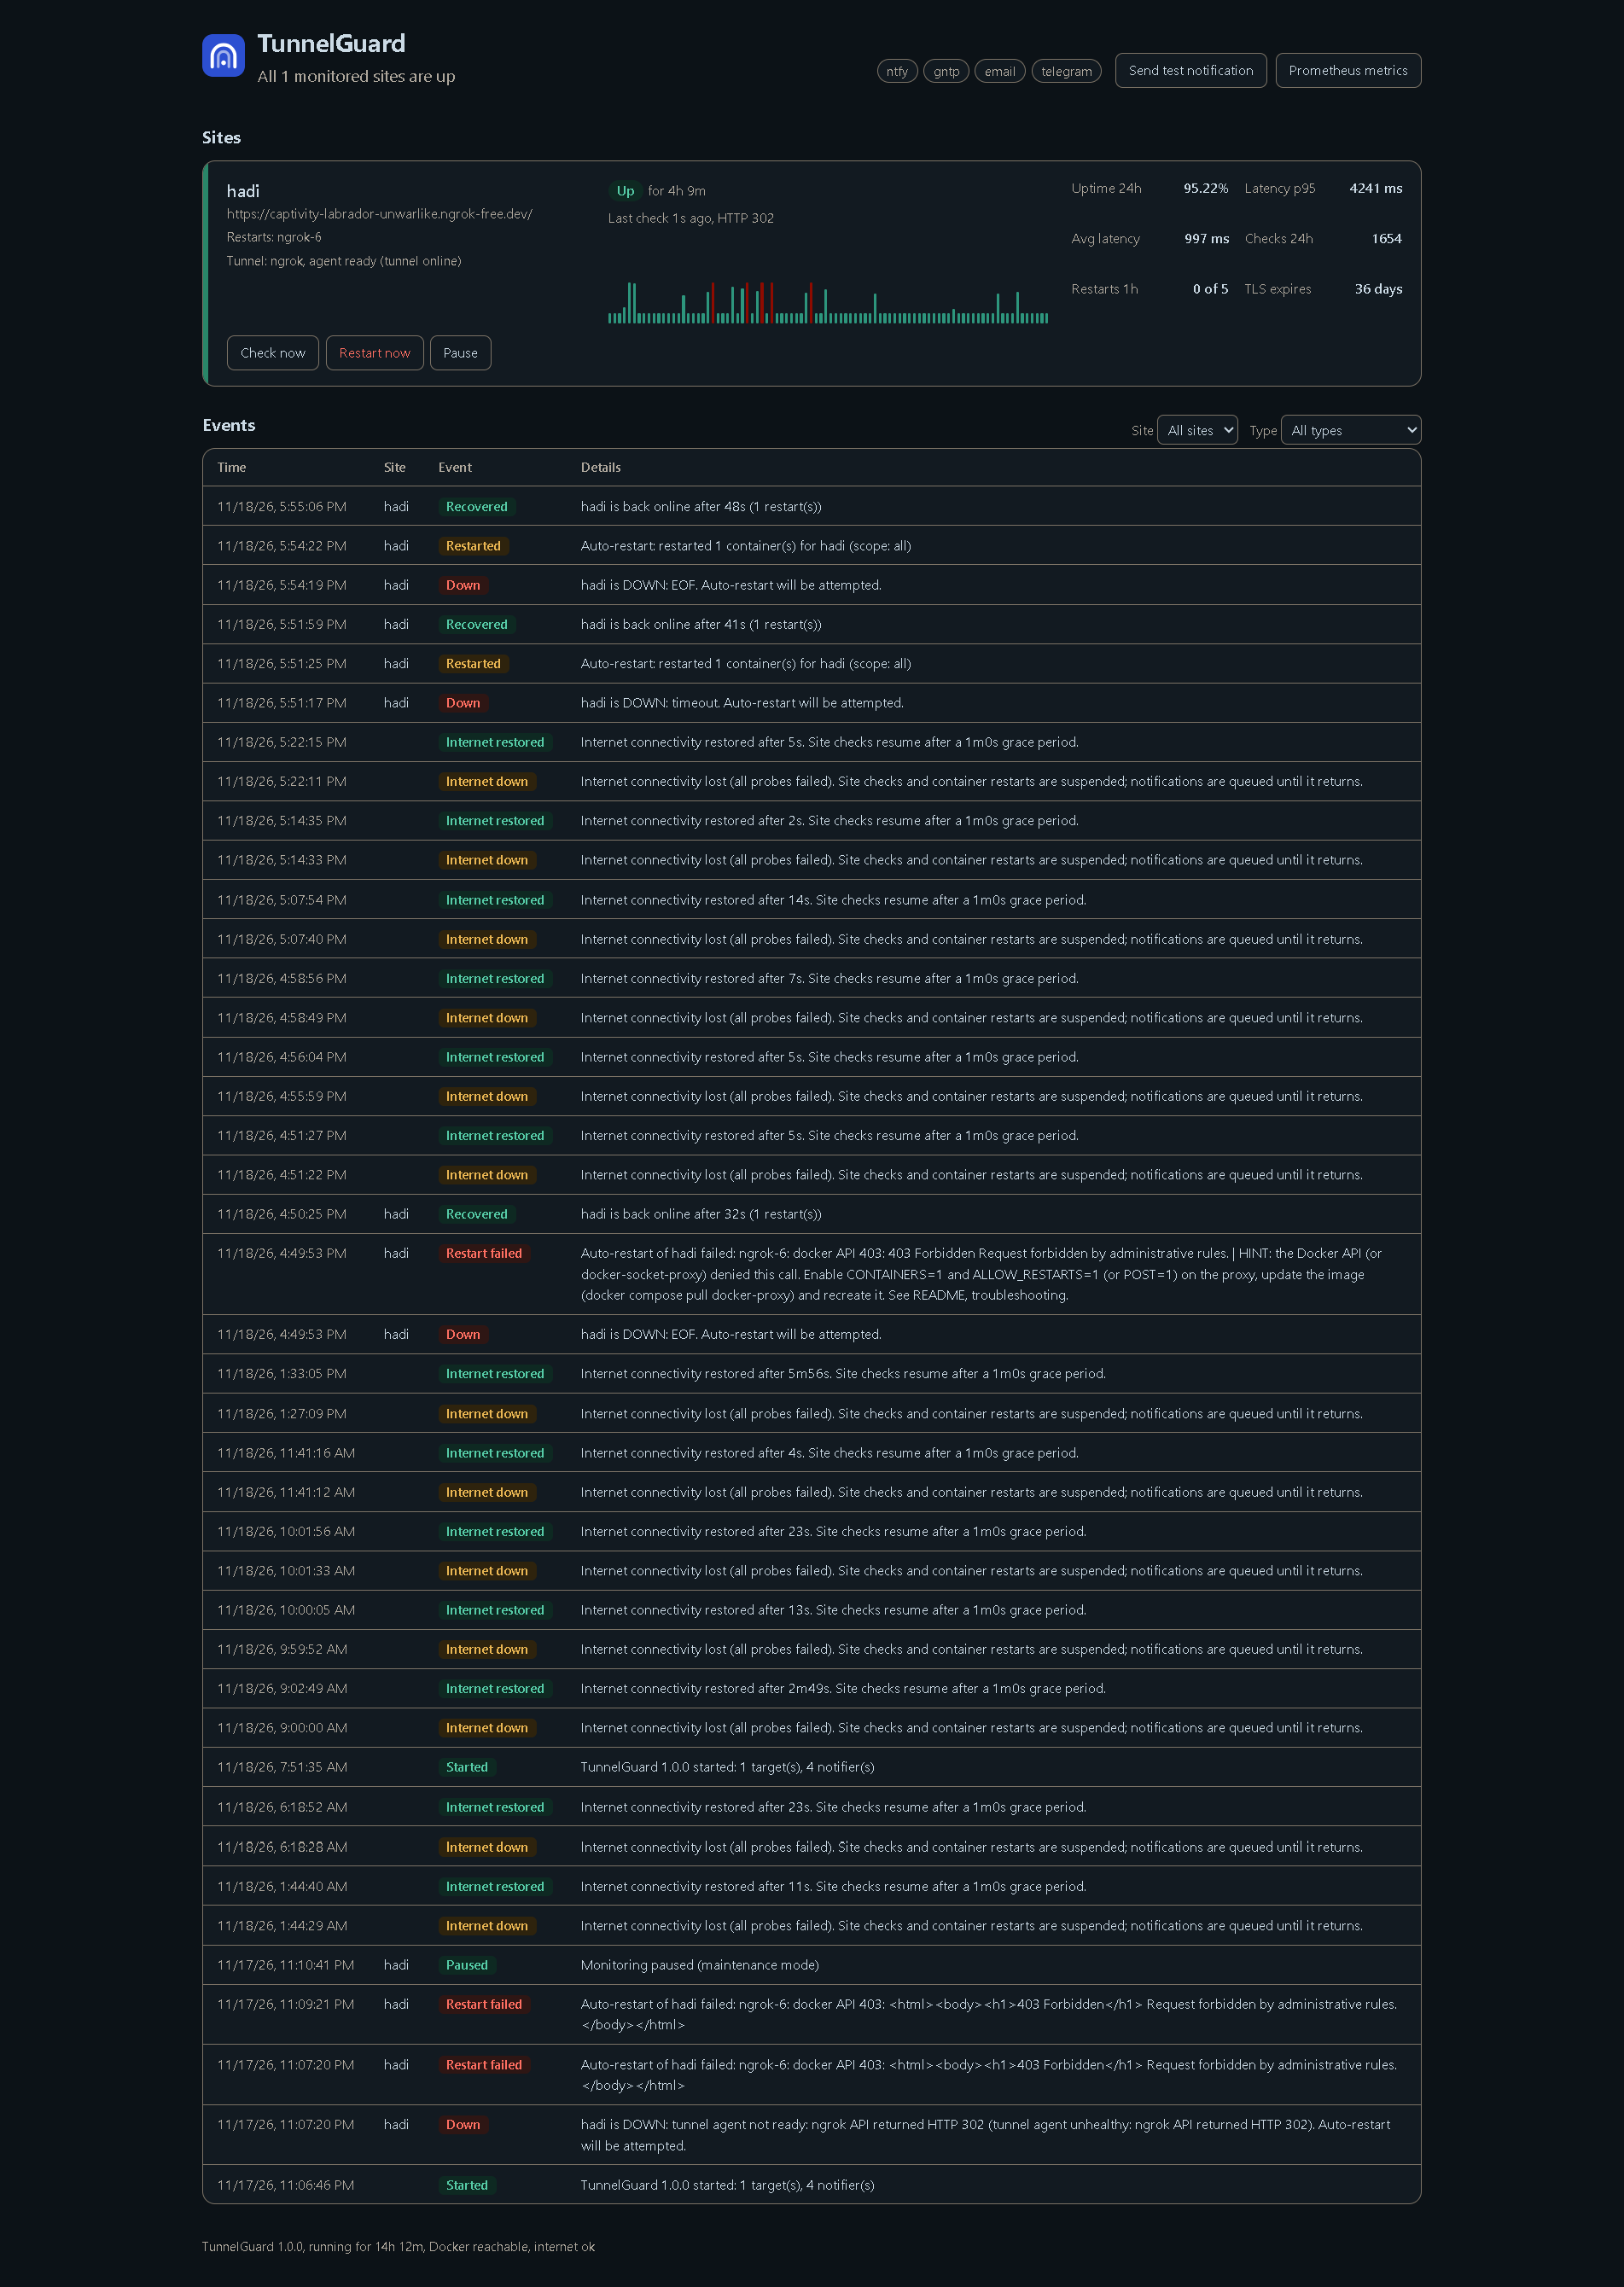 TunnelGuard
All 1 monitored sites are up
ntfy gntp email telegram Send test notification Prometheus metrics
Sites
hadi
https://captivity-labrador-unwarlike.ngrok-free.dev/
Restarts: ngrok-6
Tunnel: ngrok, agent ready (tunnel online)
Check now Restart now Pause
Up for 4h 9m
Last check 1s ago, HTTP 302
Uptime 24h 95.22% Latency p95 4241 ms
Avg latency 997 ms Checks 24h 1654
Restarts 1h 0 of 5 TLS expires 36 days
Events
Site All sites Type All types
Time Site Event Details
11/18/26, 5:55:06 PM hadi Recovered hadi is back online after 48s (1 restart(s))
11/18/26, 5:54:22 PM hadi Restarted Auto-restart: restarted 1 container(s) for hadi (scope: all)
11/18/26, 5:54:19 PM hadi Down hadi is DOWN: EOF. Auto-restart will be attempted.
11/18/26, 5:51:59 PM hadi Recovered hadi is back online after 41s (1 restart(s))
11/18/26, 5:51:25 PM hadi Restarted Auto-restart: restarted 1 container(s) for hadi (scope: all)
11/18/26, 5:51:17 PM hadi Down hadi is DOWN: timeout. Auto-restart will be attempted.
11/18/26, 5:22:15 PM Internet restored Internet connectivity restored after 5s. Site checks resume after a 1m0s grace period.
11/18/26, 5:22:11 PM Internet down Internet connectivity lost (all probes failed). Site checks and container restarts are suspended; notifications are queued until it returns.
11/18/26, 5:14:35 PM Internet restored Internet connectivity restored after 2s. Site checks resume after a 1m0s grace period.
11/18/26, 5:14:33 PM Internet down Internet connectivity lost (all probes failed). Site checks and container restarts are suspended; notifications are queued until it returns.
11/18/26, 5:07:54 PM Internet restored Internet connectivity restored after 14s. Site checks resume after a 1m0s grace period.
11/18/26, 5:07:40 PM Internet down Internet connectivity lost (all probes failed). Site checks and container restarts are suspended; notifications are queued until it returns.
11/18/26, 4:58:56 PM Internet restored Internet connectivity restored after 7s. Site checks resume after a 1m0s grace period.
11/18/26, 4:58:49 PM Internet down Internet connectivity lost (all probes failed). Site checks and container restarts are suspended; notifications are queued until it returns.
11/18/26, 4:56:04 PM Internet restored Internet connectivity restored after 5s. Site checks resume after a 1m0s grace period.
11/18/26, 4:55:59 PM Internet down Internet connectivity lost (all probes failed). Site checks and container restarts are suspended; notifications are queued until it returns.
11/18/26, 4:51:27 PM Internet restored Internet connectivity restored after 5s. Site checks resume after a 1m0s grace period.
11/18/26, 4:51:22 PM Internet down Internet connectivity lost (all probes failed). Site checks and container restarts are suspended; notifications are queued until it returns.
11/18/26, 4:50:25 PM hadi Recovered hadi is back online after 32s (1 restart(s))
11/18/26, 4:49:53 PM hadi Restart failed Auto-restart of hadi failed: ngrok-6: docker API 403: 403 Forbidden Request forbidden by administrative rules. | HINT: the Docker API (or
docker-socket-proxy) denied this call. Enable CONTAINERS=1 and ALLOW_RESTARTS=1 (or POST=1) on the proxy, update the image
(docker compose pull docker-proxy) and recreate it. See README, troubleshooting.
11/18/26, 4:49:53 PM hadi Down hadi is DOWN: EOF. Auto-restart will be attempted.
11/18/26, 1:33:05 PM Internet restored Internet connectivity restored after 5m56s. Site checks resume after a 1m0s grace period.
11/18/26, 1:27:09 PM Internet down Internet connectivity lost (all probes failed). Site checks and container restarts are suspended; notifications are queued until it returns.
11/18/26, 11:41:16 AM Internet restored Internet connectivity restored after 4s. Site checks resume after a 1m0s grace period.
11/18/26, 11:41:12 AM Internet down Internet connectivity lost (all probes failed). Site checks and container restarts are suspended; notifications are queued until it returns.
11/18/26, 10:01:56 AM Internet restored Internet connectivity restored after 23s. Site checks resume after a 1m0s grace period.
11/18/26, 10:01:33 AM Internet down Internet connectivity lost (all probes failed). Site checks and container restarts are suspended; notifications are queued until it returns.
11/18/26, 10:00:05 AM Internet restored Internet connectivity restored after 13s. Site checks resume after a 1m0s grace period.
11/18/26, 9:59:52 AM Internet down Internet connectivity lost (all probes failed). Site checks and container restarts are suspended; notifications are queued until it returns.
11/18/26, 9:02:49 AM Internet restored Internet connectivity restored after 2m49s. Site checks resume after a 1m0s grace period.
11/18/26, 9:00:00 AM Internet down Internet connectivity lost (all probes failed). Site checks and container restarts are suspended; notifications are queued until it returns.
11/18/26, 7:51:35 AM Started TunnelGuard 1.0.0 started: 1 target(s), 4 notifier(s)
11/18/26, 6:18:52 AM Internet restored Internet connectivity restored after 23s. Site checks resume after a 1m0s grace period.
11/18/26, 6:18:28 AM Internet down Internet connectivity lost (all probes failed). Site checks and container restarts are suspended; notifications are queued until it returns.
11/18/26, 1:44:40 AM Internet restored Internet connectivity restored after 11s. Site checks resume after a 1m0s grace period.
11/18/26, 1:44:29 AM Internet down Internet connectivity lost (all probes failed). Site checks and container restarts are suspended; notifications are queued until it returns.
11/17/26, 11:10:41 PM hadi Paused Monitoring paused (maintenance mode)
11/17/26, 11:09:21 PM hadi Restart failed Auto-restart of hadi failed: ngrok-6: docker API 403: <html><body><h1>403 Forbidden</h1> Request forbidden by administrative rules.
</body></html>
11/17/26, 11:07:20 PM hadi Restart failed Auto-restart of hadi failed: ngrok-6: docker API 403: <html><body><h1>403 Forbidden</h1> Request forbidden by administrative rules.
</body></html>
11/17/26, 11:07:20 PM hadi Down hadi is DOWN: tunnel agent not ready: ngrok API returned HTTP 302 (tunnel agent unhealthy: ngrok API returned HTTP 302). Auto-restart
will be attempted.
11/17/26, 11:06:46 PM Started TunnelGuard 1.0.0 started: 1 target(s), 4 notifier(s)
TunnelGuard 1.0.0, running for 14h 12m, Docker reachable, internet ok